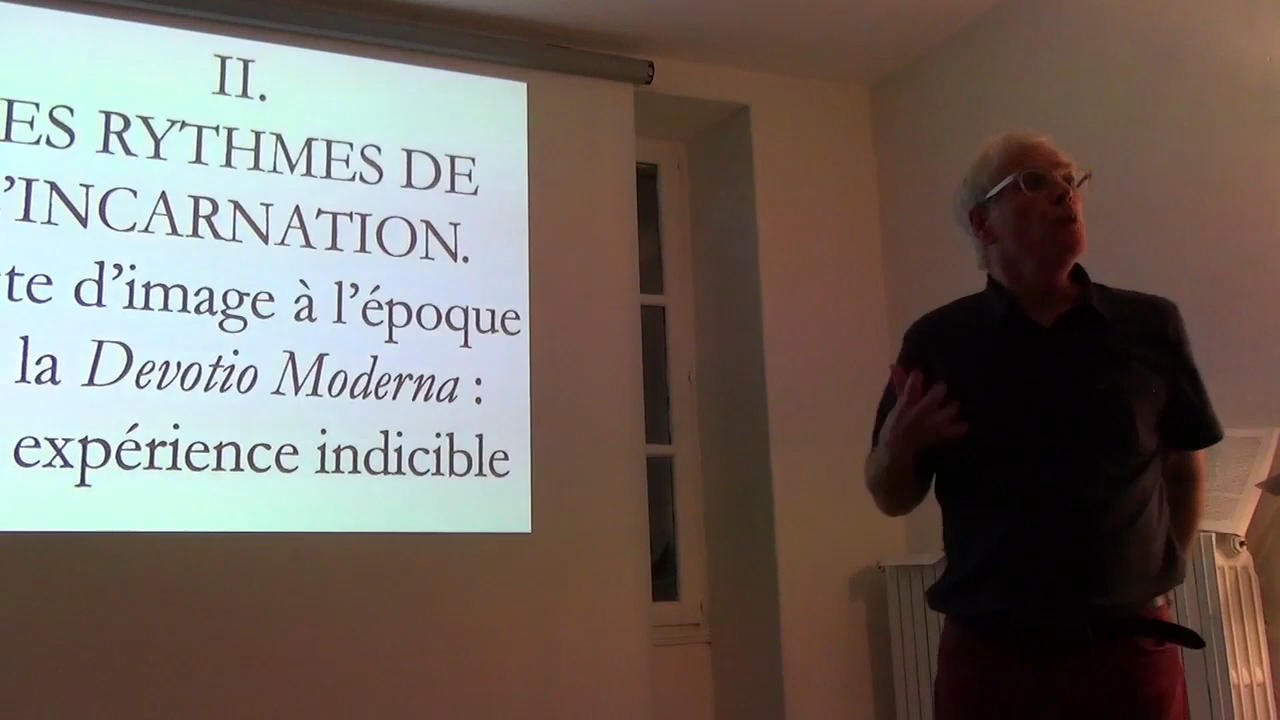 II.
ES RYTHMES DE
’INCARNATION.
te d’image à l’époque
la Devotio Moderna :
expérience indicible